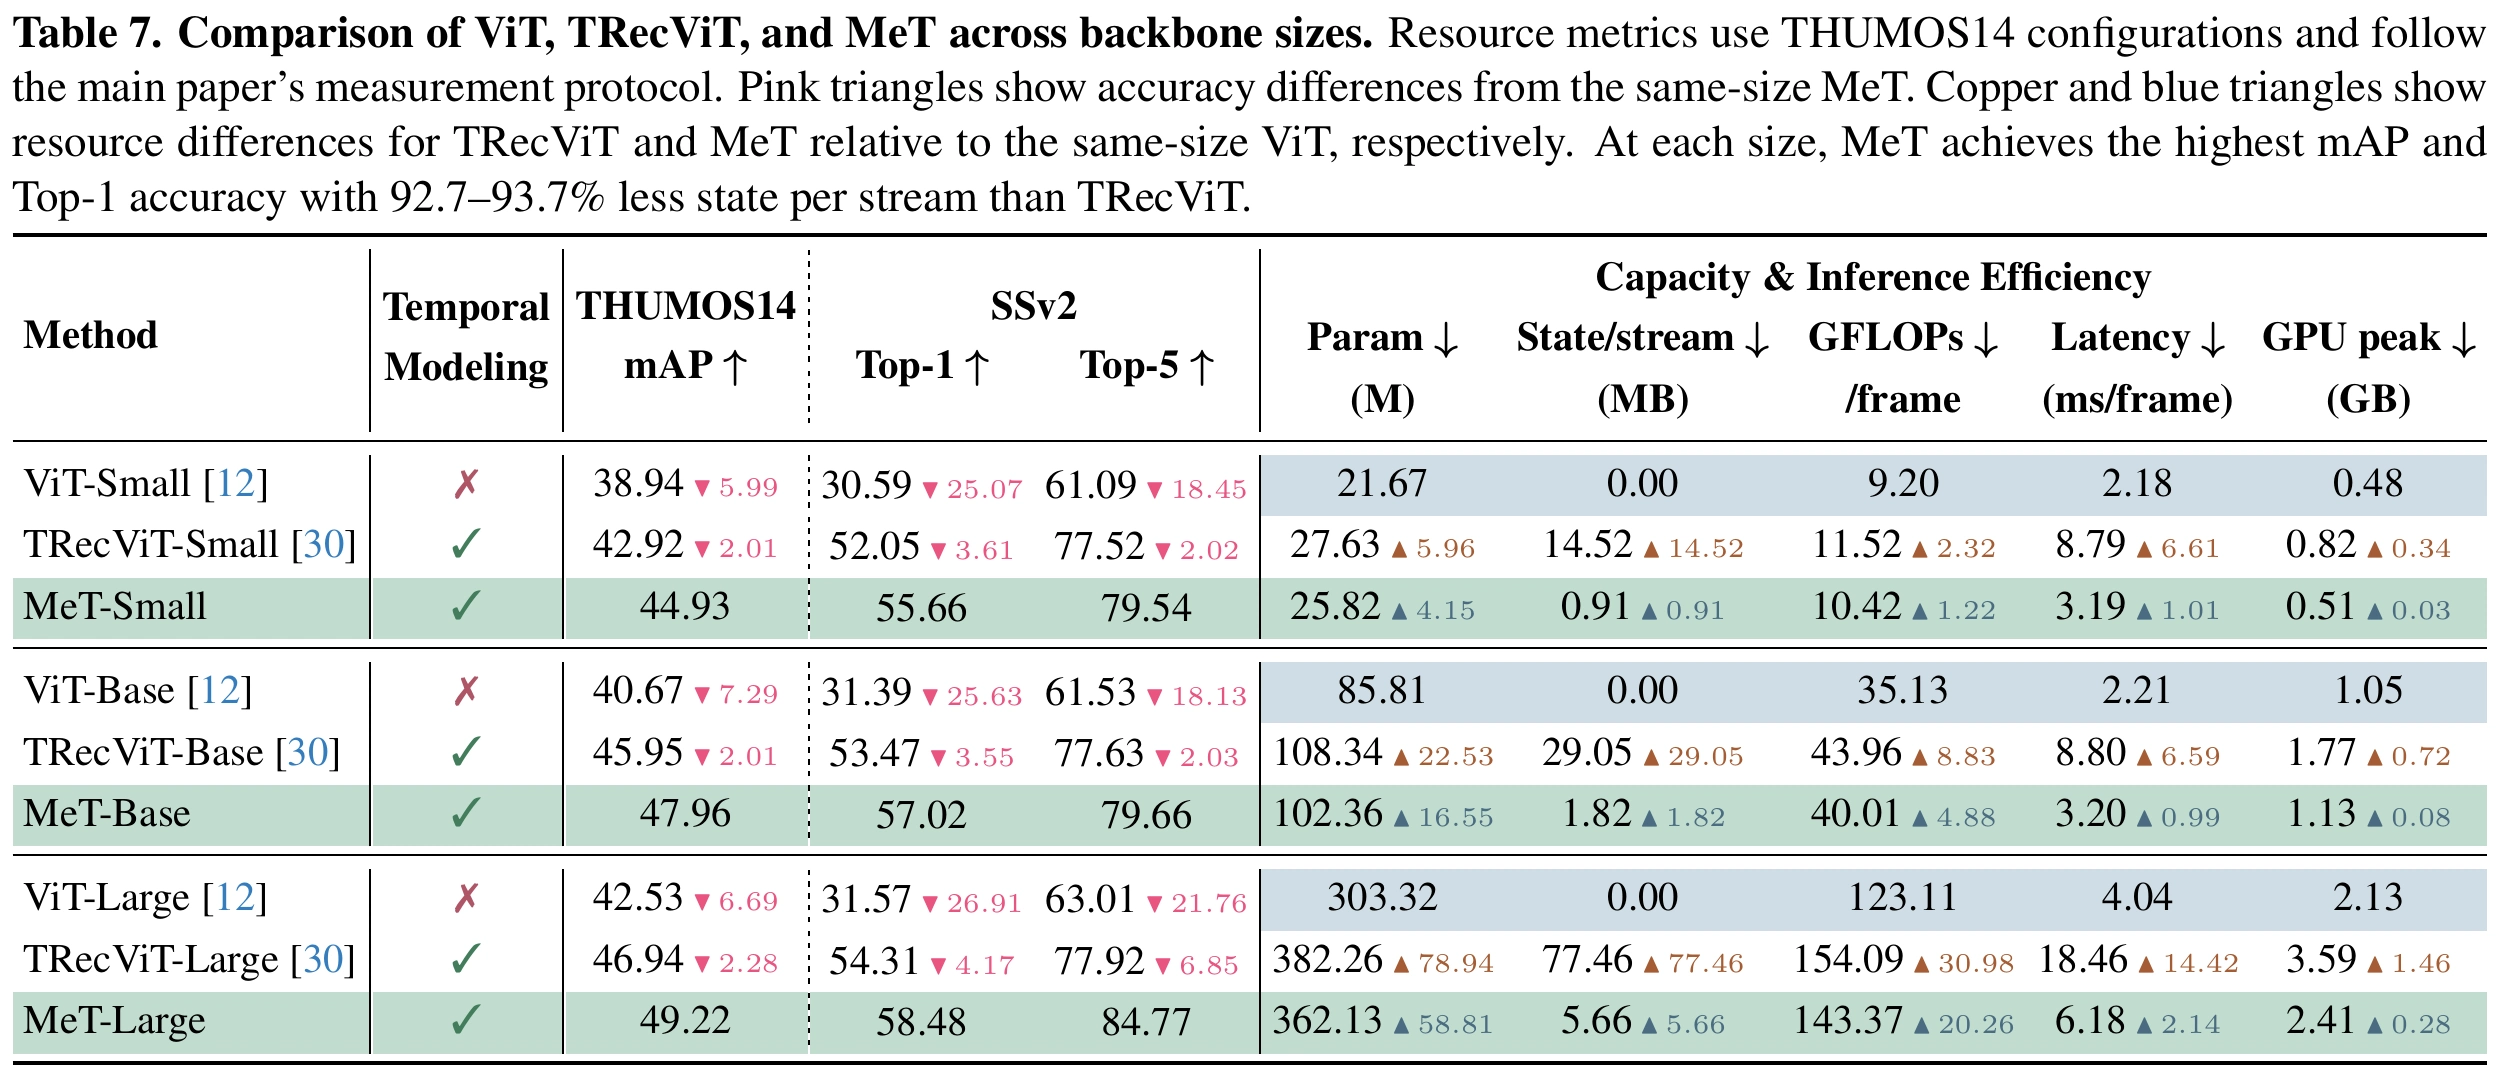 Table 7. Comparison of ViT, TRecViT, and MeT across backbone sizes. Resource metrics use THUMOS14 configurations and follow
the main paper's measurement protocol. Pink triangles show accuracy differences from the same-size MeT. Copper and blue triangles show
resource differences for TRecViT and MeT relative to the same-size ViT, respectively. At each size, MeT achieves the highest mAP and
Top-1 accuracy with 92.7–93.7% less state per stream than TRecViT.
Method Temporal Modeling THUMOS14 mAP ↑ SSv2 Top-1 ↑ Top-5 ↑ Capacity & Inference Efficiency
Param ↓ State/stream ↓ GFLOPs ↓ Latency ↓ GPU peak ↓
(M) (MB) /frame (ms/frame) (GB)
ViT-Small [12] ✗ 38.94 ▼ 5.99 30.59 ▼ 25.07 61.09 ▼ 18.45 21.67 0.00 9.20 2.18 0.48
TRecViT-Small [30] ✓ 42.92 ▼ 2.01 52.05 ▼ 3.61 77.52 ▼ 2.02 27.63 ▲ 5.96 14.52 ▲ 14.52 11.52 ▲ 2.32 8.79 ▲ 6.61 0.82 ▲ 0.34
MeT-Small ✓ 44.93 55.66 79.54 25.82 ▲ 4.15 0.91 ▲ 0.91 10.42 ▲ 1.22 3.19 ▲ 1.01 0.51 ▲ 0.03
ViT-Base [12] ✗ 40.67 ▼ 7.29 31.39 ▼ 25.63 61.53 ▼ 18.13 85.81 0.00 35.13 2.21 1.05
TRecViT-Base [30] ✓ 45.95 ▼ 2.01 53.47 ▼ 3.55 77.63 ▼ 2.03 108.34 ▲ 22.53 29.05 ▲ 29.05 43.96 ▲ 8.83 8.80 ▲ 6.59 1.77 ▲ 0.72
MeT-Base ✓ 47.96 57.02 79.66 102.36 ▲ 16.55 1.82 ▲ 1.82 40.01 ▲ 4.88 3.20 ▲ 0.99 1.13 ▲ 0.08
ViT-Large [12] ✗ 42.53 ▼ 6.69 31.57 ▼ 26.91 63.01 ▼ 21.76 303.32 0.00 123.11 4.04 2.13
TRecViT-Large [30] ✓ 46.94 ▼ 2.28 54.31 ▼ 4.17 77.92 ▼ 6.85 382.26 ▲ 78.94 77.46 ▲ 77.46 154.09 ▲ 30.98 18.46 ▲ 14.42 3.59 ▲ 1.46
MeT-Large ✓ 49.22 58.48 84.77 362.13 ▲ 58.81 5.66 ▲ 5.66 143.37 ▲ 20.26 6.18 ▲ 2.14 2.41 ▲ 0.28